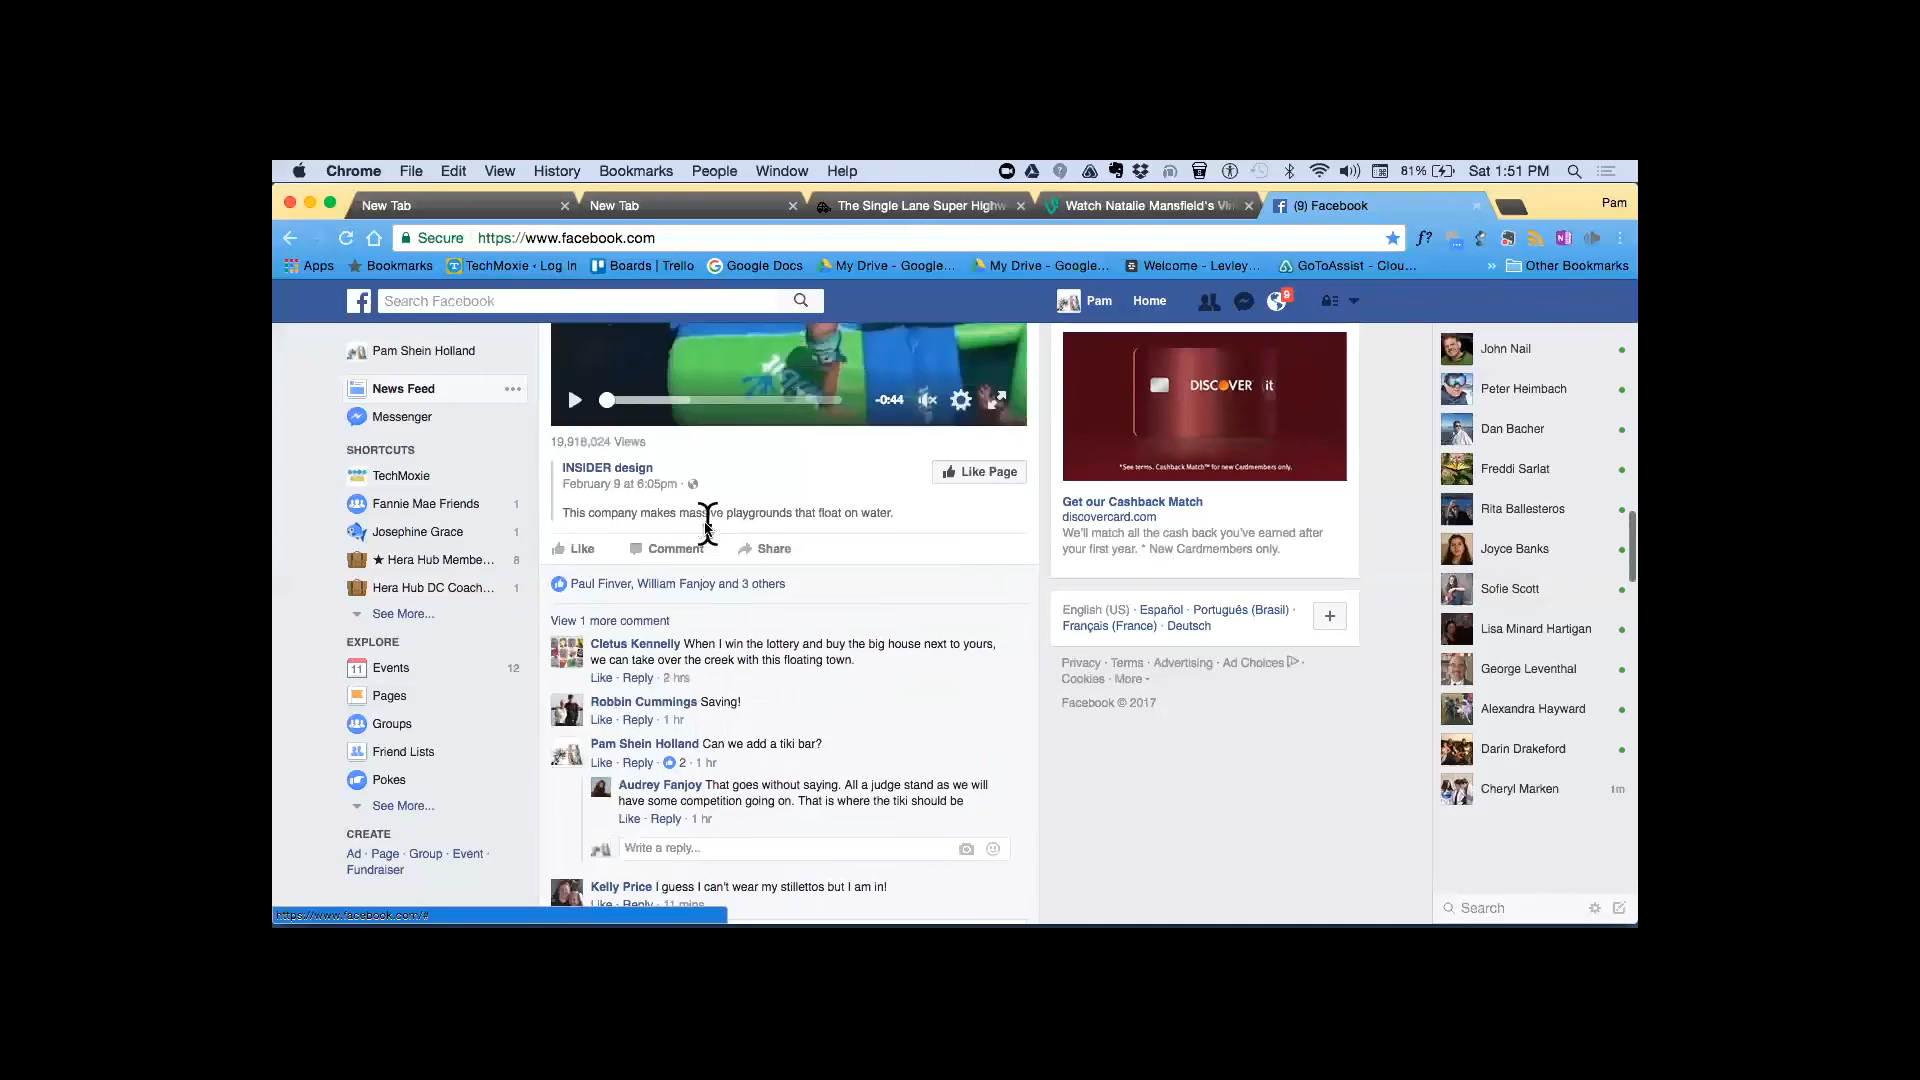 Chrome File Edit View History Bookmarks People Window Help 81% Sat 1:51 PM
New Tab New Tab The Single Lane Super Highw Watch Natalie Mansfield's Vi (9) Facebook Pam
Secure https://www.facebook.com
Apps Bookmarks TechMoxie ‹ Log In Boards | Trello Google Docs My Drive - Google... My Drive - Google... Welcome - Levley... GoToAssist - Clou... » Other Bookmarks
Search Facebook Pam Home 9
Pam Shein Holland
News Feed
Messenger
SHORTCUTS
TechMoxie
Fannie Mae Friends 1
Josephine Grace 1
★ Hera Hub Membe... 8
Hera Hub DC Coach... 1
See More...
EXPLORE
11 Events 12
Pages
Groups
Friend Lists
Pokes
See More...
CREATE
Ad · Page · Group · Event ·
Fundraiser
https://www.facebook.com/#
-0:44
19,918,024 Views
INSIDER design
February 9 at 6:05pm ·
Like Page
This company makes massive playgrounds that float on water.
Like Comment Share
Paul Finver, William Fanjoy and 3 others
View 1 more comment
Cletus Kennelly When I win the lottery and buy the big house next to yours,
we can take over the creek with this floating town.
Like · Reply · 2 hrs
Robbin Cummings Saving!
Like · Reply · 1 hr
Pam Shein Holland Can we add a tiki bar?
Like · Reply · 2 · 1 hr
Audrey Fanjoy That goes without saying. All a judge stand as we will
have some competition going on. That is where the tiki should be
Like · Reply · 1 hr
Write a reply...
Kelly Price I guess I can't wear my stillettos but I am in!
Like · Reply · 11 mins
DISCOVER it
*See terms. Cashback Match™ for new Cardmembers only.
Get our Cashback Match
discovercard.com
We'll match all the cash back you've earned after
your first year. * New Cardmembers only.
English (US) · Español · Português (Brasil) ·
Français (France) · Deutsch
+
Privacy · Terms · Advertising · Ad Choices ·
Cookies · More
Facebook © 2017
John Nail
Peter Heimbach
Dan Bacher
Freddi Sarlat
Rita Ballesteros
Joyce Banks
Sofie Scott
Lisa Minard Hartigan
George Leventhal
Alexandra Hayward
Darin Drakeford
Cheryl Marken 1m
Search